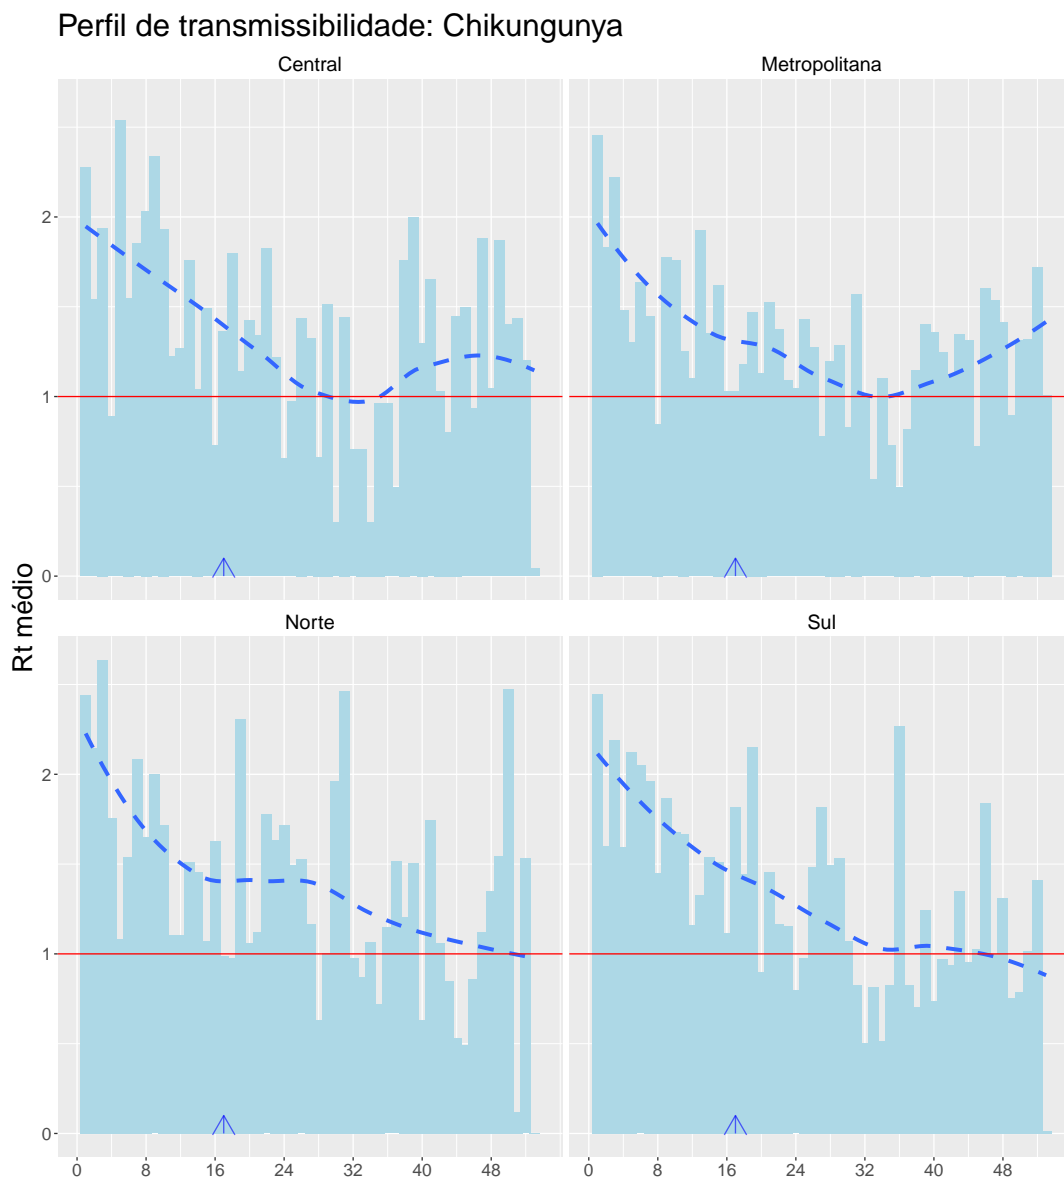 Perfil de transmissibilidade: Chikungunya
Central
Metropolitana
2
1
0
Norte
Sul
Rt médio
2
1
0
0 8 16 24 32 40 48
0 8 16 24 32 40 48